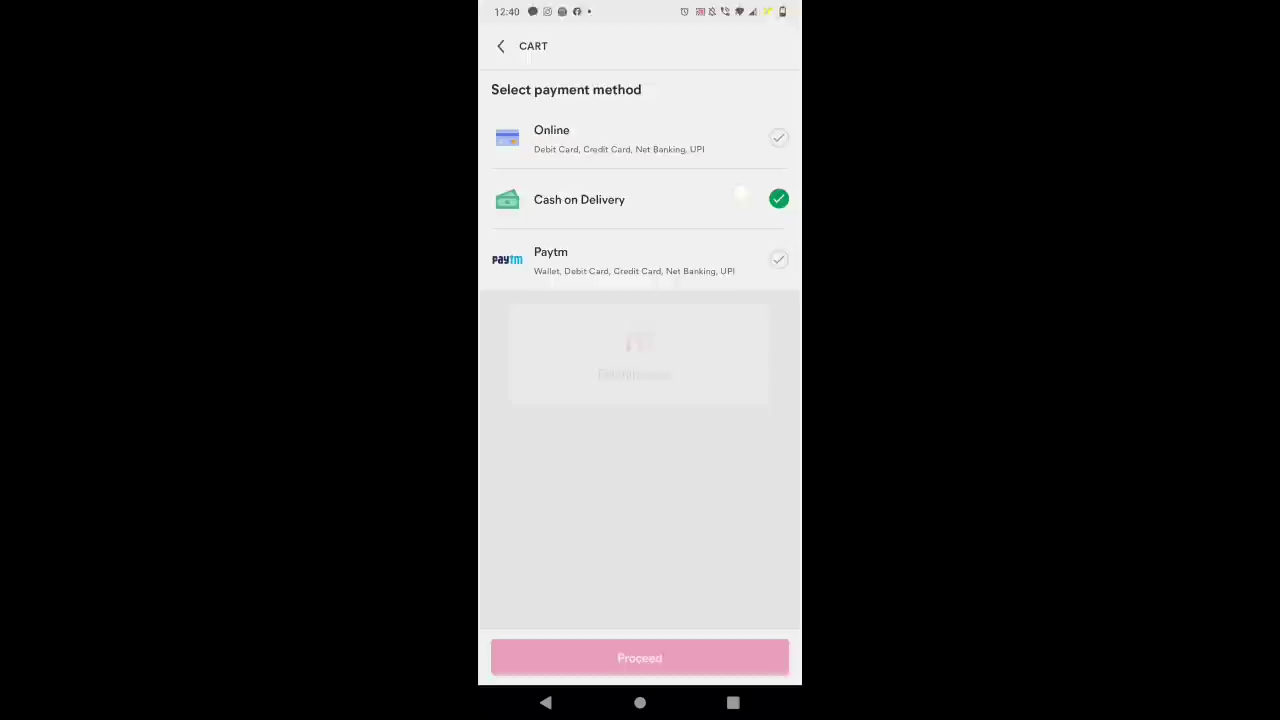 12:40
CART
Select payment method
Online
Debit Card, Credit Card, Net Banking, UPI
Cash on Delivery
paytm
Paytm
Wallet, Debit Card, Credit Card, Net Banking, UPI
Proceed